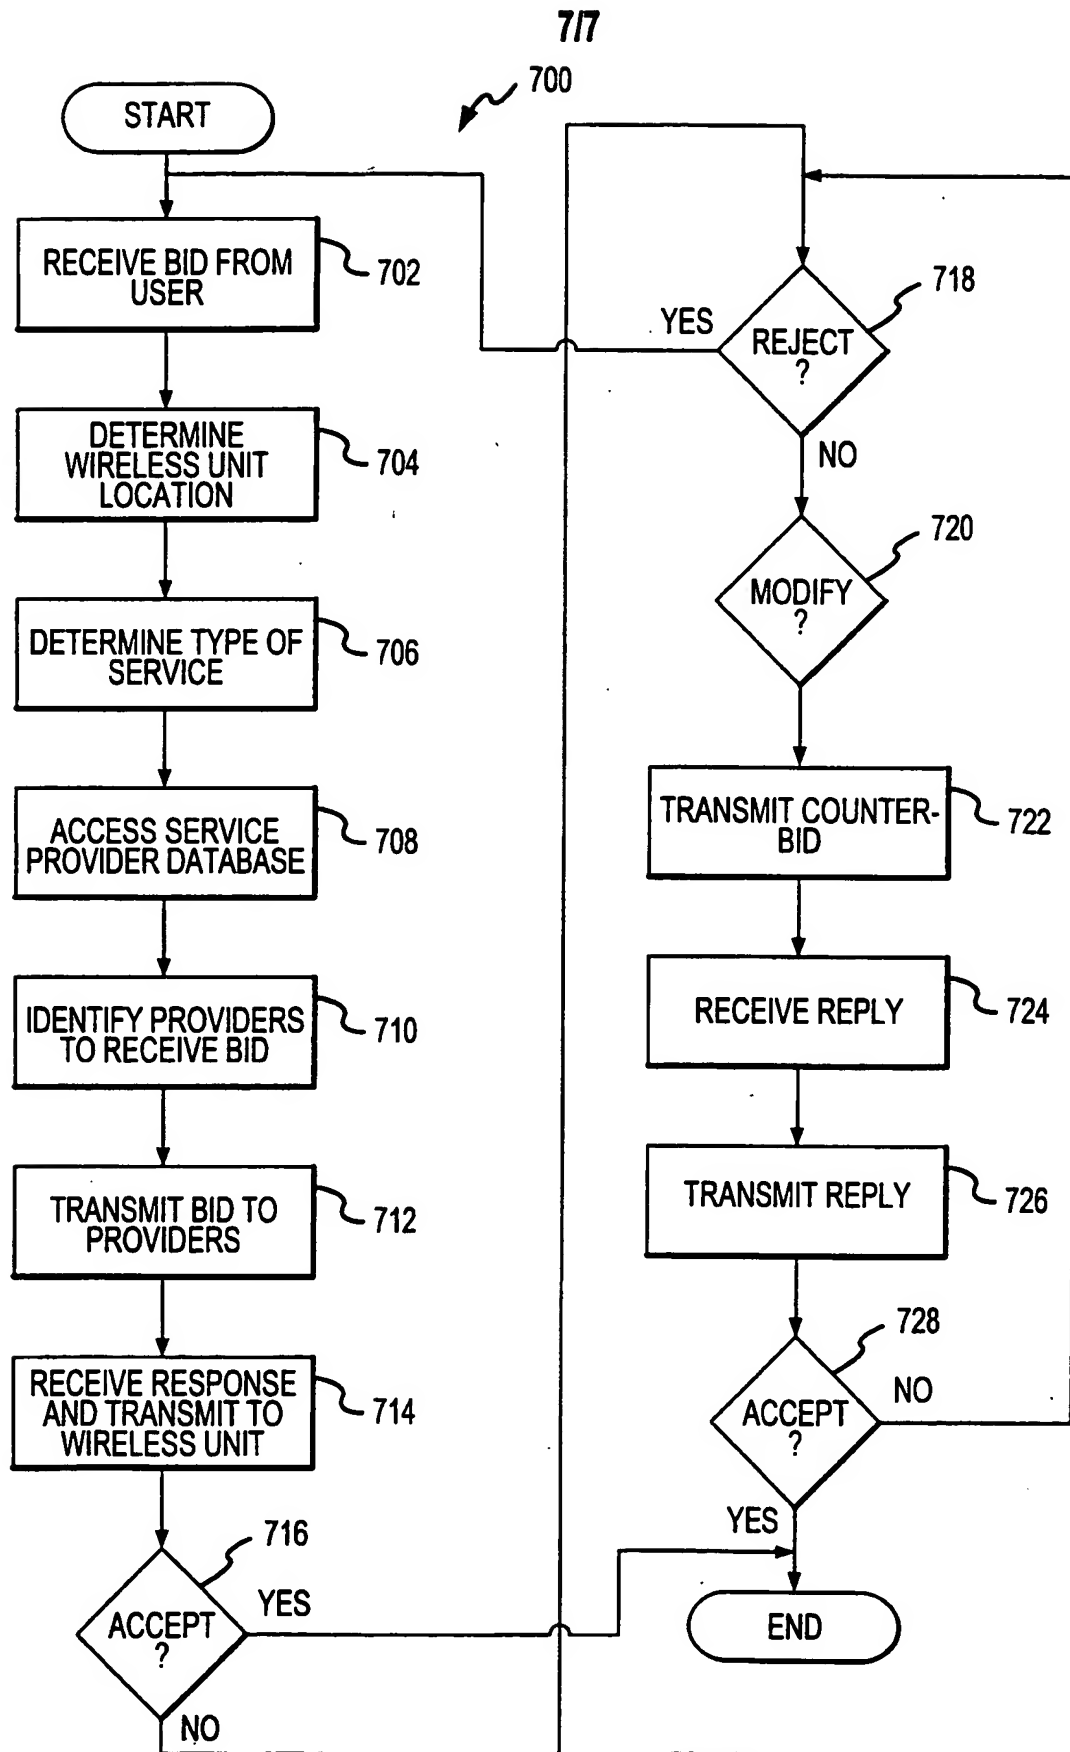 7/7
700
START
RECEIVE BID FROM
USER
702
DETERMINE
WIRELESS UNIT
LOCATION
704
DETERMINE TYPE OF
SERVICE
706
ACCESS SERVICE
PROVIDER DATABASE
708
IDENTIFY PROVIDERS
TO RECEIVE BID
710
TRANSMIT BID TO
PROVIDERS
712
RECEIVE RESPONSE
AND TRANSMIT TO
WIRELESS UNIT
714
716
ACCEPT
?
YES
NO
718
YES
REJECT
?
NO
720
MODIFY
?
TRANSMIT COUNTER-
BID
722
RECEIVE REPLY
724
TRANSMIT REPLY
726
728
ACCEPT
?
NO
YES
END